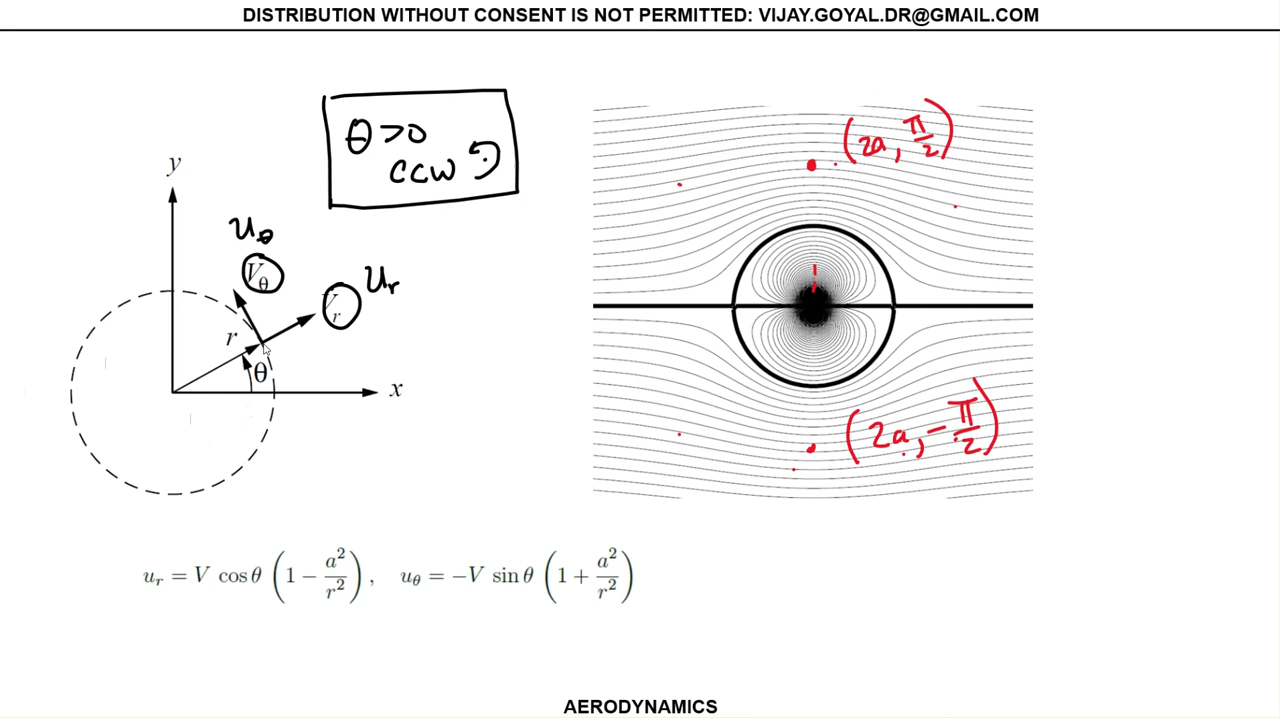 DISTRIBUTION WITHOUT CONSENT IS NOT PERMITTED: VIJAY.GOYAL.DR@GMAIL.COM
θ >0
ccw
y
u_θ
V_θ
u_r
V_r
r
θ
x
(2a, π/2)
(2a, -π/2)
u_r = V cos θ (1 − a²/r²), u_θ = −V sin θ (1 + a²/r²)
AERODYNAMICS